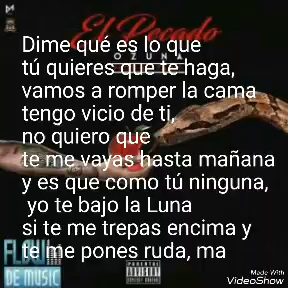 El Pecado
OZUNA
Dime qué es lo que
tú quieres que te haga,
vamos a romper la cama
tengo vicio de ti,
no quiero que
te me vayas hasta mañana
y es que como tú ninguna,
yo te bajo la Luna
si te me trepas encima y
te me pones ruda, ma
FLOW
DE MUSIC
PARENTAL
ADVISORY
EXPLICIT CONTENT
Made With
VideoShow